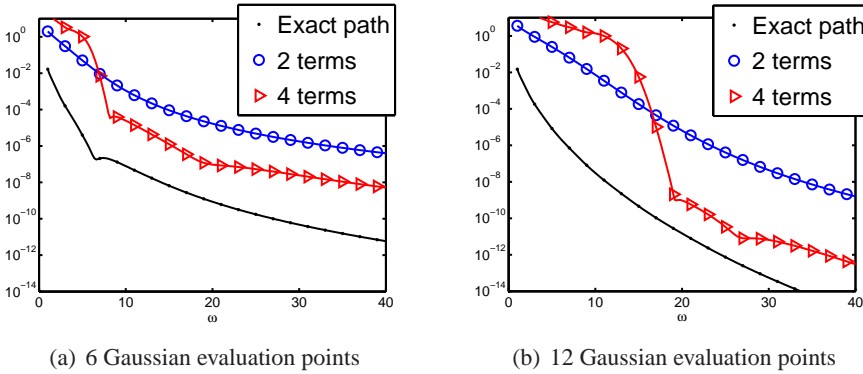 10^0
10^-2
10^-4
10^-6
10^-8
10^-10
10^-12
10^-14
0 10 20 30 40
ω
Exact path
2 terms
4 terms
(a) 6 Gaussian evaluation points
10^0
10^-2
10^-4
10^-6
10^-8
10^-10
10^-12
10^-14
0 10 20 30 40
ω
Exact path
2 terms
4 terms
(b) 12 Gaussian evaluation points